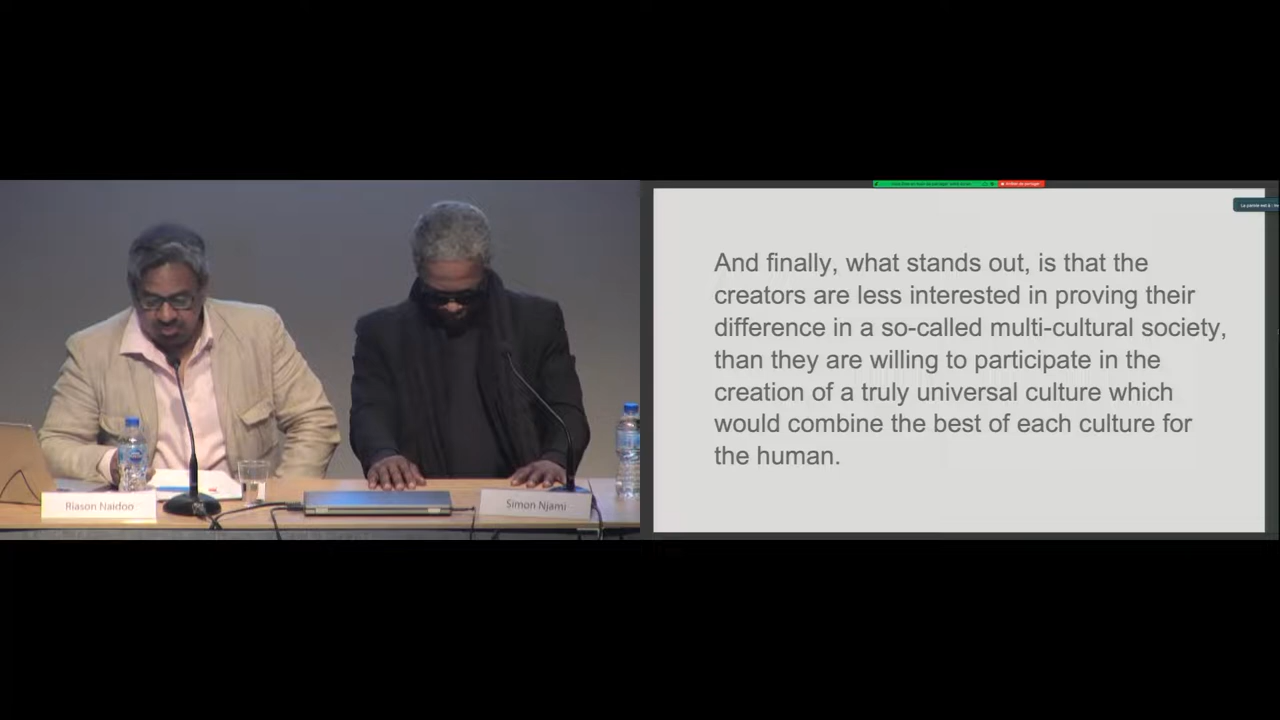 And finally, what stands out, is that the
creators are less interested in proving their
difference in a so-called multi-cultural society,
than they are willing to participate in the
creation of a truly universal culture which
would combine the best of each culture for
the human.
Riason Naidoo
Simon Njami